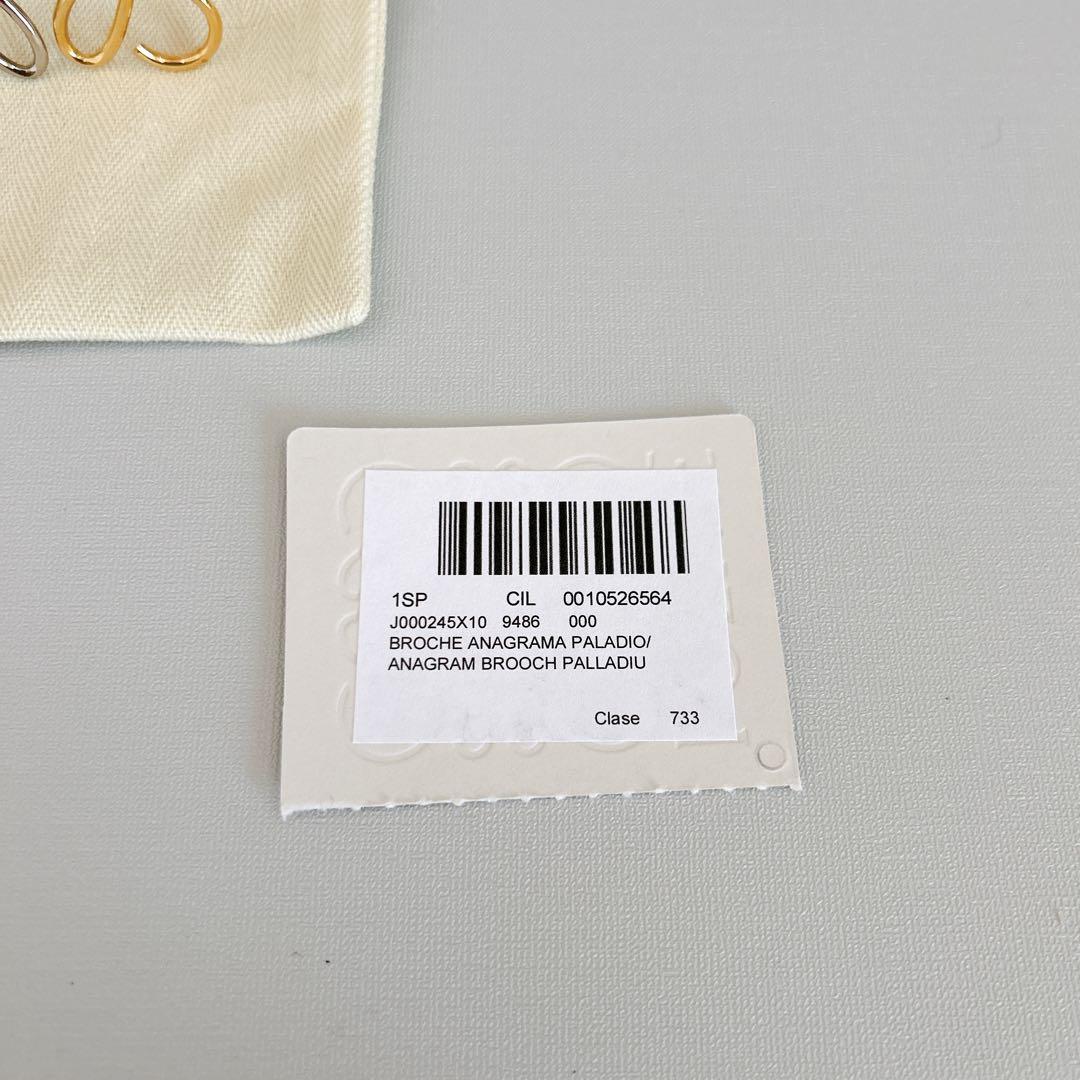 1SP CIL 0010526564
J000245X10 9486 000
BROCHE ANAGRAMA PALADIO/
ANAGRAM BROOCH PALLADIU
Clase 733